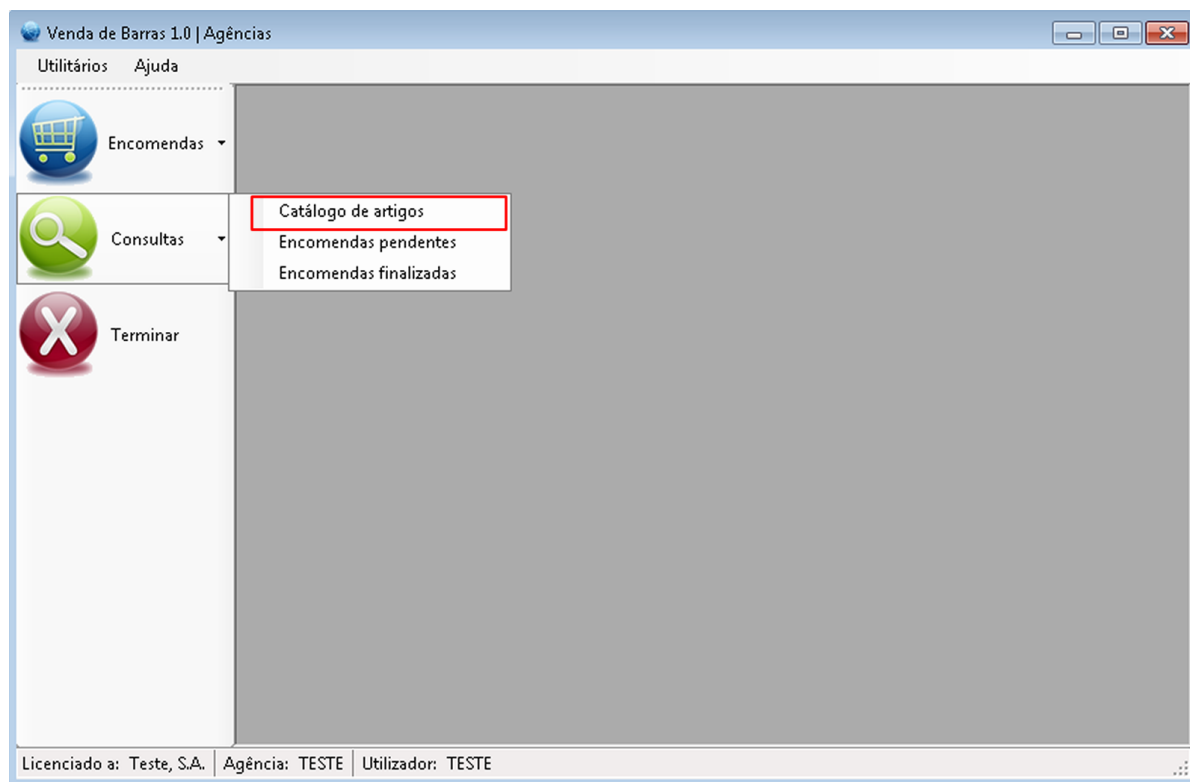 Venda de Barras 1.0 | Agências
Utilitários Ajuda
Encomendas
Consultas
Catálogo de artigos
Encomendas pendentes
Encomendas finalizadas
Terminar
Licenciado a: Teste, S.A. Agência: TESTE Utilizador: TESTE